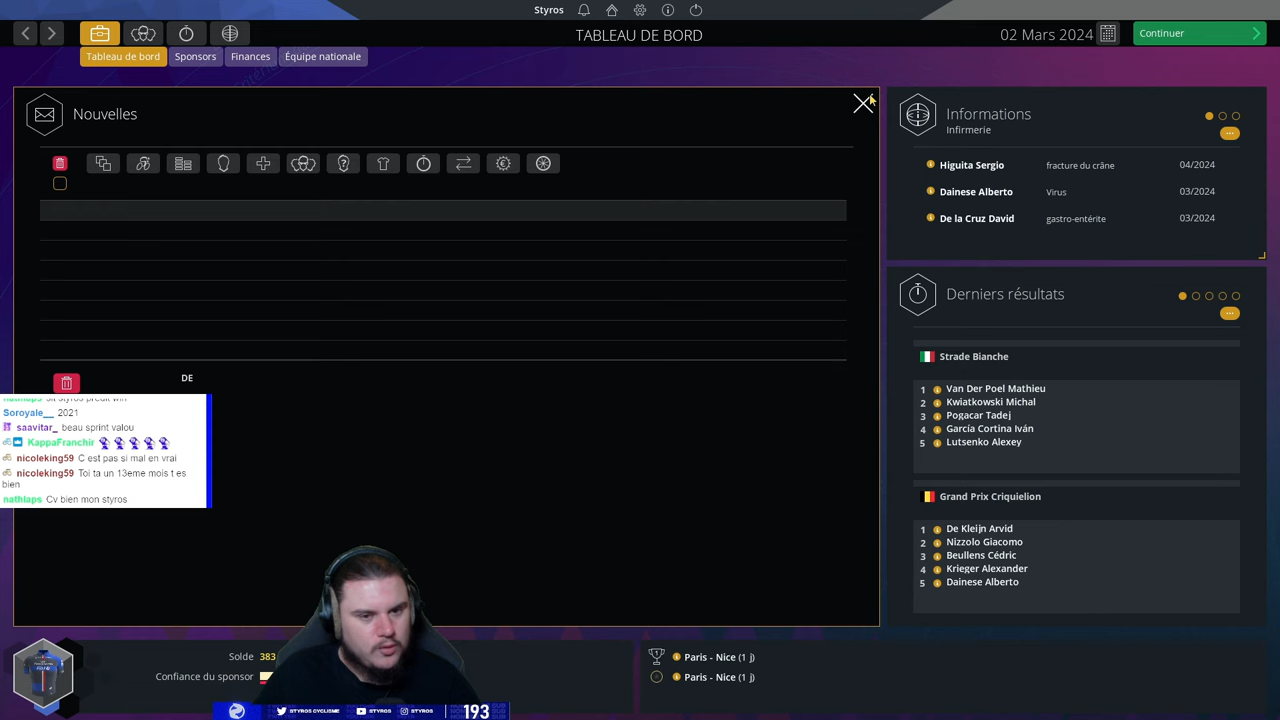 Styros
TABLEAU DE BORD
02 Mars 2024
Continuer
Tableau de bord
Sponsors
Finances
Équipe nationale
Nouvelles
DE
Informations
Infirmerie
Higuita Sergio fracture du crâne 04/2024
Dainese Alberto Virus 03/2024
De la Cruz David gastro-entérite 03/2024
Derniers résultats
Strade Bianche
1 Van Der Poel Mathieu
2 Kwiatkowski Michal
3 Pogacar Tadej
4 García Cortina Iván
5 Lutsenko Alexey
Grand Prix Criquielion
1 De Kleijn Arvid
2 Nizzolo Giacomo
3 Beullens Cédric
4 Krieger Alexander
5 Dainese Alberto
Soroyale__ 2021
saavitar_ beau sprint valou
KappaFranchir
nicoleking59 C est pas si mal en vrai
nicoleking59 Toi ta un 13eme mois t es
bien
nathlaps Cv bien mon styros
Solde 383
Confiance du sponsor
Paris - Nice (1 j)
Paris - Nice (1 j)
STYROS CYCLISME
STYROS
STYROS
193